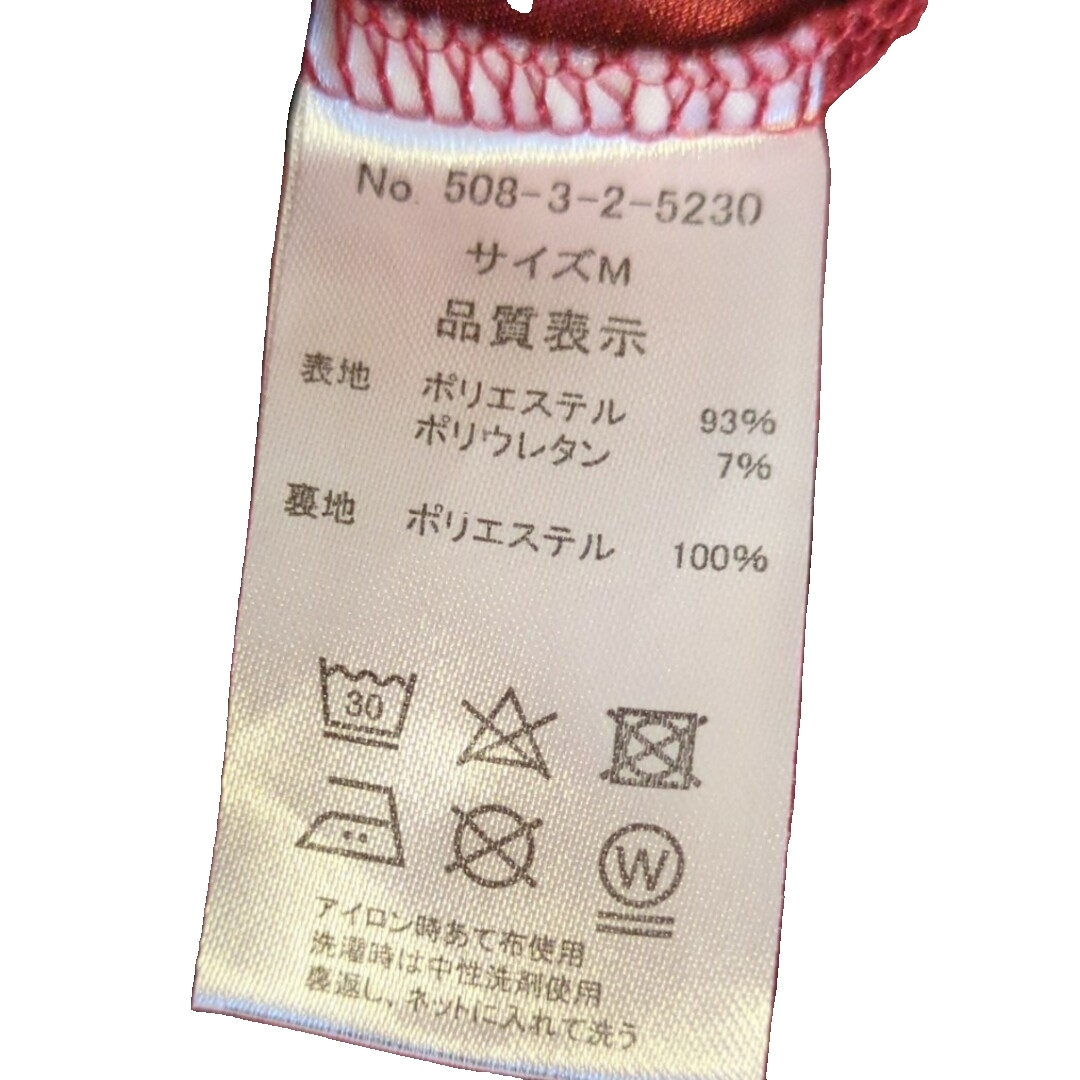 No. 508-3-2-5230
サイズM
品質表示
表地 ポリエステル 93%
ポリウレタン 7%
裏地 ポリエステル 100%
30
W
アイロン時あて布使用
洗濯時は中性洗剤使用
裏返し、ネットに入れて洗う